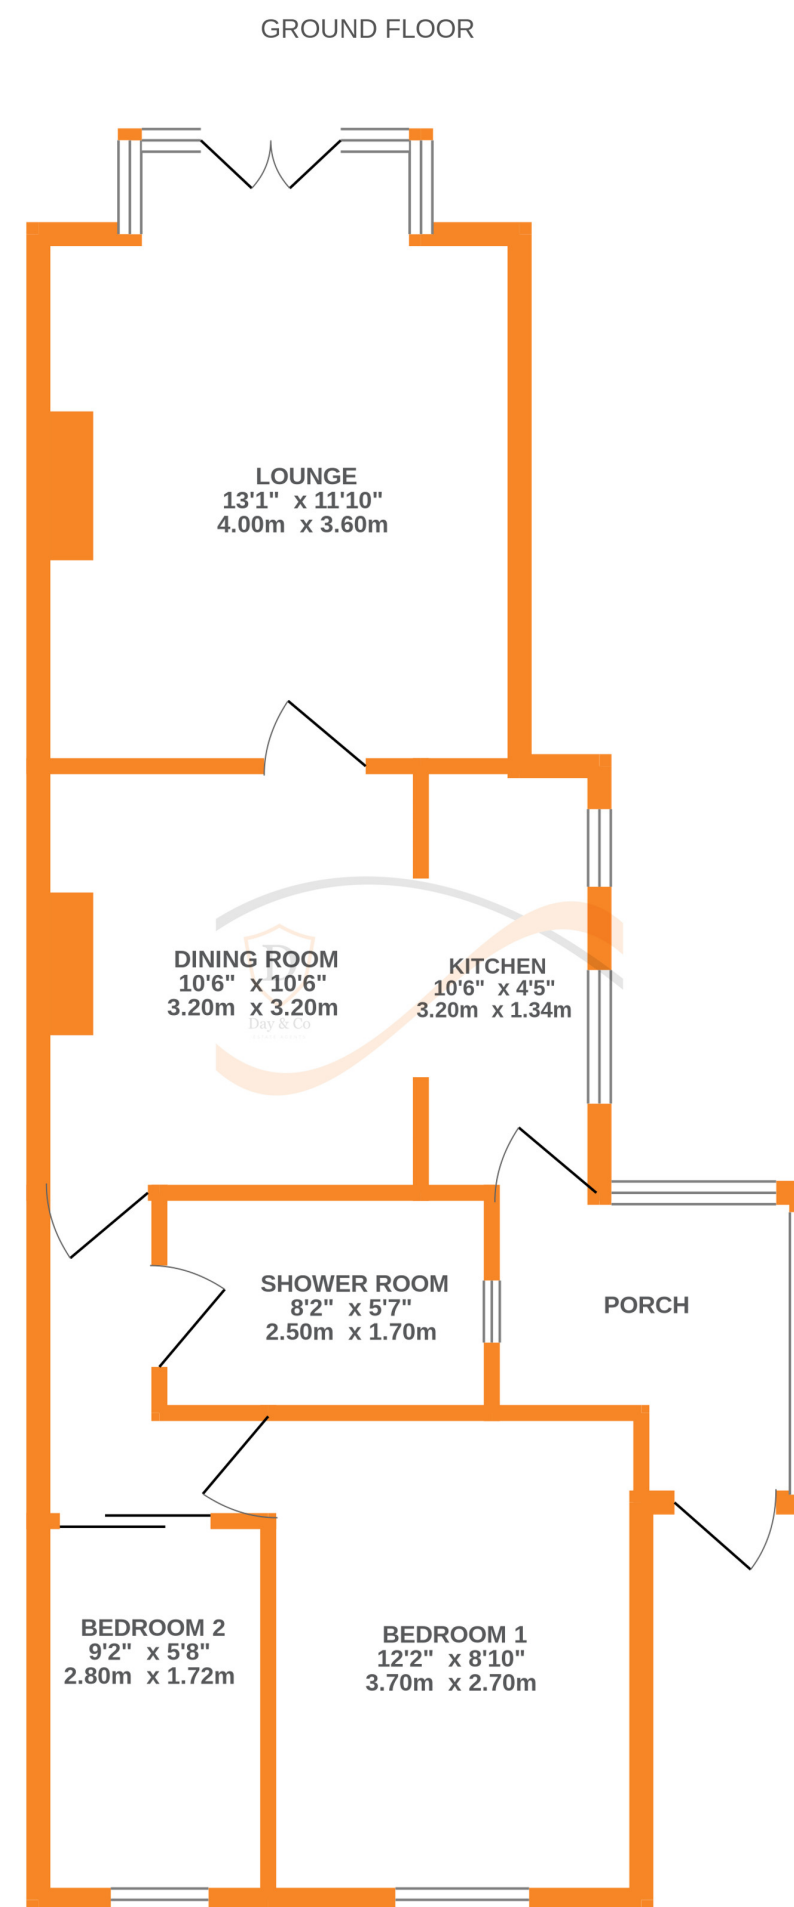 GROUND FLOOR
LOUNGE
13'1" x 11'10"
4.00m x 3.60m
DINING ROOM
10'6" x 10'6"
3.20m x 3.20m
D
Day & Co
KITCHEN
10'6" x 4'5"
3.20m x 1.34m
SHOWER ROOM
8'2" x 5'7"
2.50m x 1.70m
PORCH
BEDROOM 2
9'2" x 5'8"
2.80m x 1.72m
BEDROOM 1
12'2" x 8'10"
3.70m x 2.70m